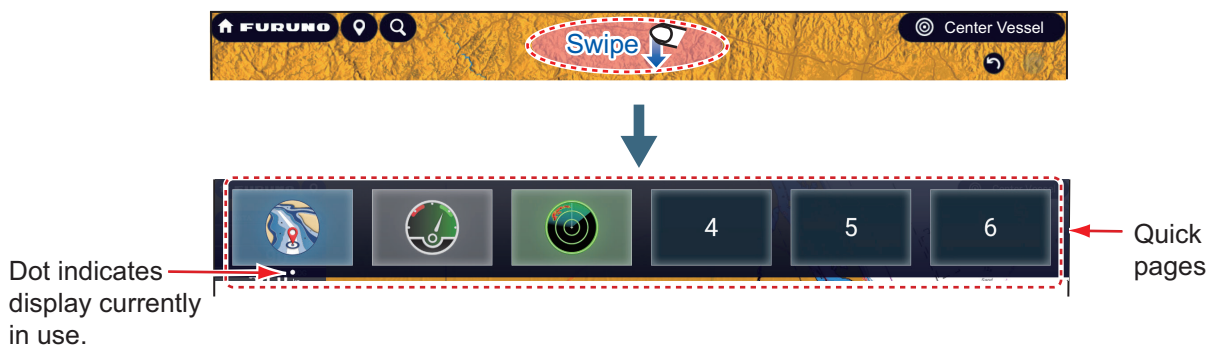 FURUNO
Swipe
Center Vessel
4
5
6
Quick
pages
Dot indicates
display currently
in use.